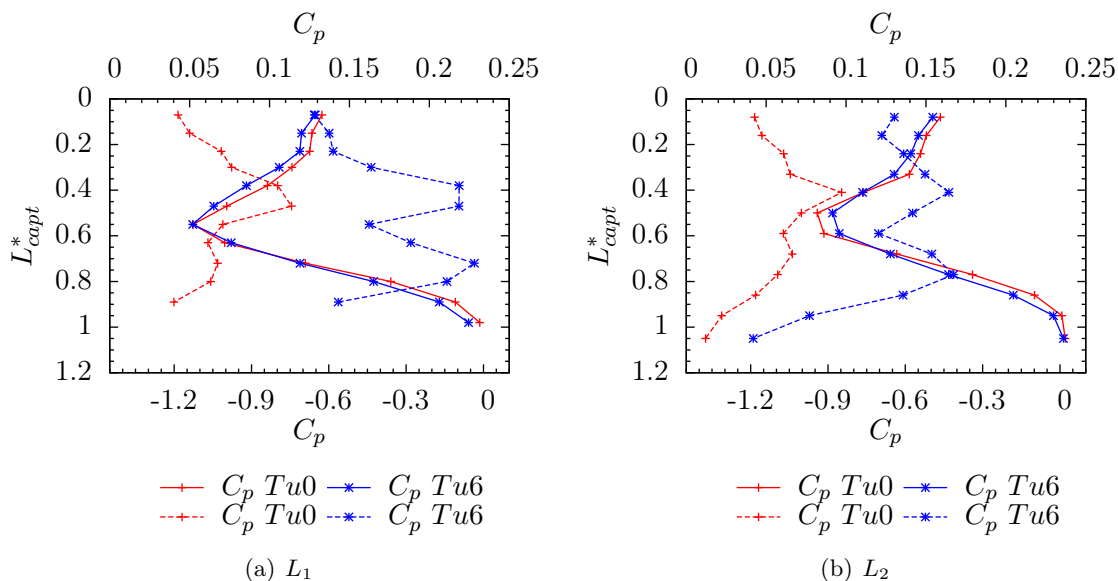 C_p
0 0.05 0.1 0.15 0.2 0.25
0
0.2
0.4
0.6
0.8
1
1.2
L*_capt
-1.2 -0.9 -0.6 -0.3 0
C_p
C_p Tu0 C_p Tu6
C_p Tu0 C_p Tu6
(a) L_1
C_p
0 0.05 0.1 0.15 0.2 0.25
0
0.2
0.4
0.6
0.8
1
1.2
L*_capt
-1.2 -0.9 -0.6 -0.3 0
C_p
C_p Tu0 C_p Tu6
C_p Tu0 C_p Tu6
(b) L_2